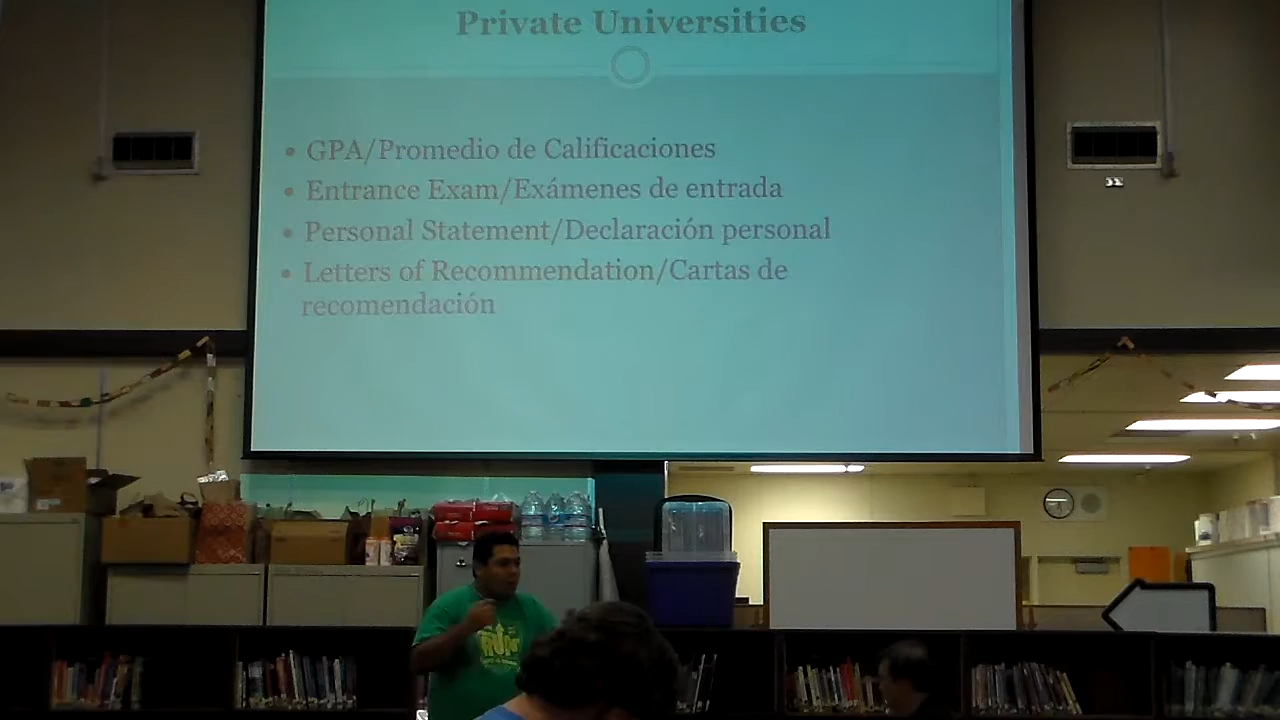 Private Universities
• GPA/Promedio de Calificaciones
• Entrance Exam/Exámenes de entrada
• Personal Statement/Declaración personal
• Letters of Recommendation/Cartas de
recomendación
RUN